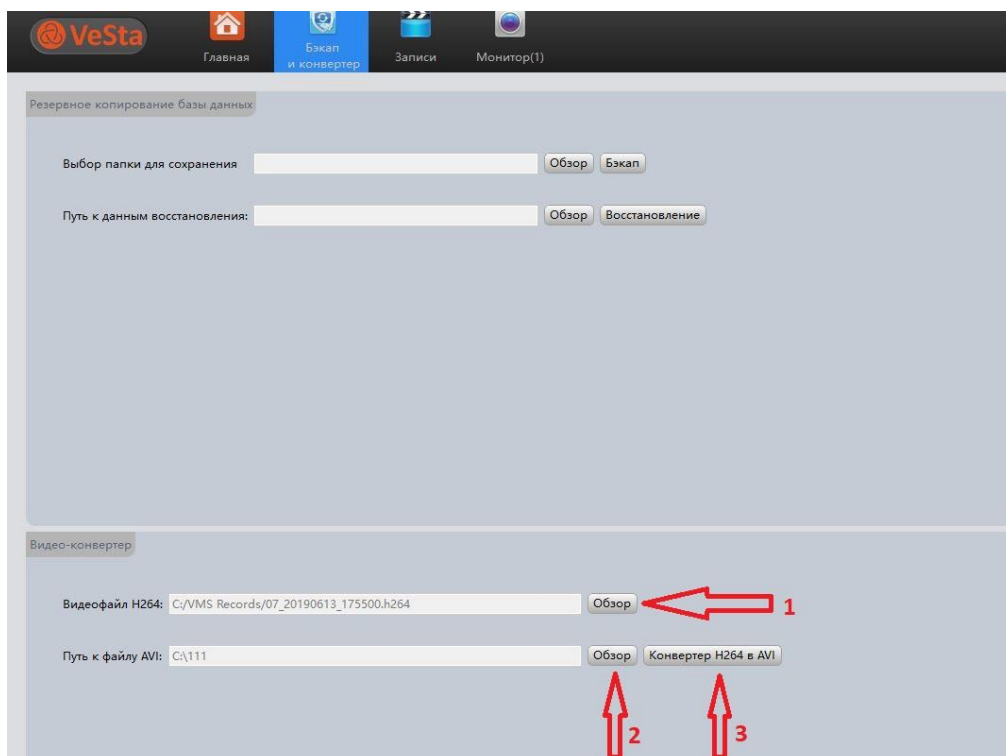 VeSta
Главная
Бэкап
и конвертер
Записи
Монитор(1)
Резервное копирование базы данных
Выбор папки для сохранения
Обзор
Бэкап
Путь к данным восстановления:
Обзор
Восстановление
Видео-конвертер
Видеофайл H264: C:/VMS Records/07_20190613_175500.h264
Обзор
1
Путь к файлу AVI: C:\111
Обзор
Конвертер H264 в AVI
2
3